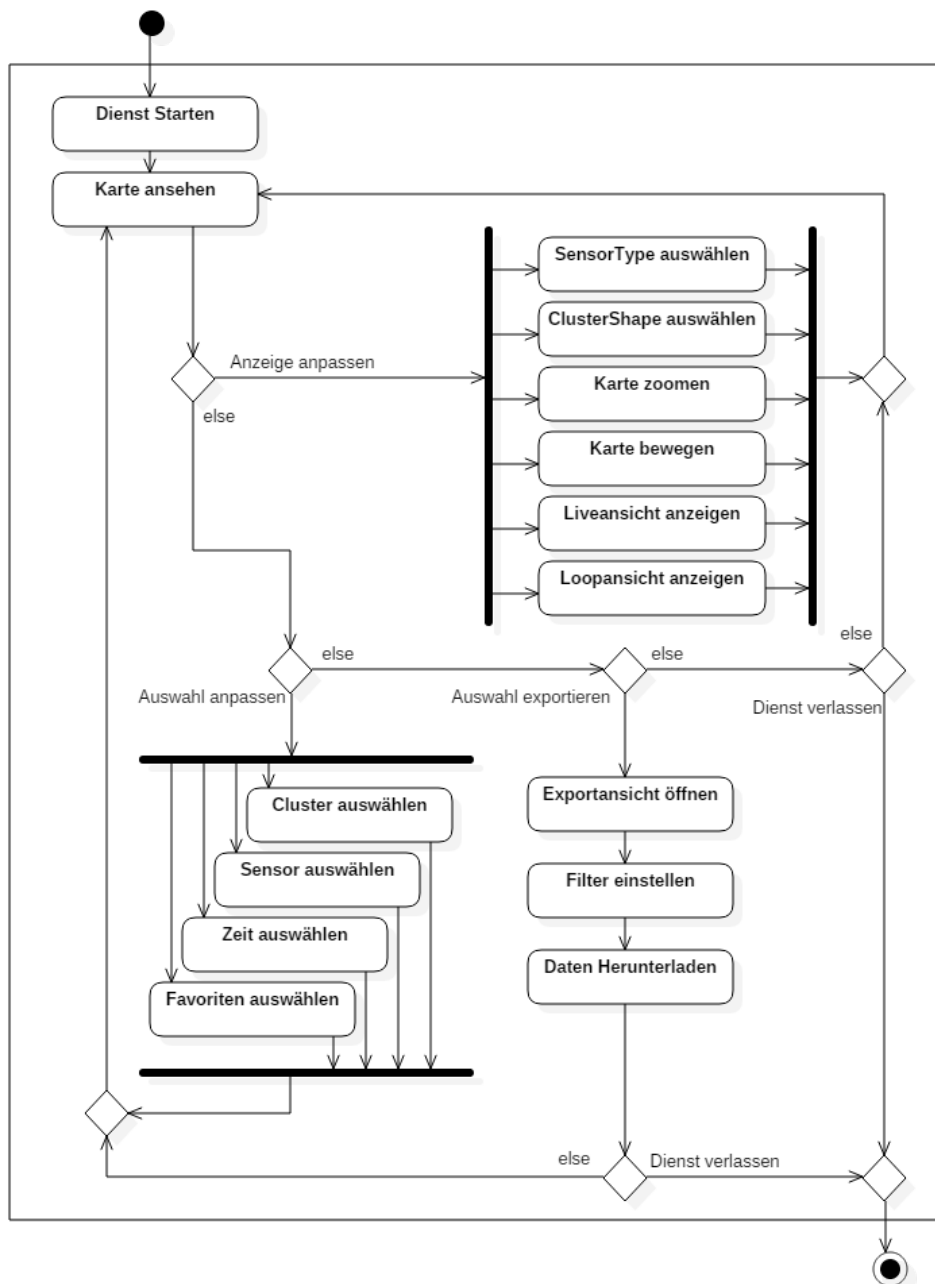 Dienst Starten
Karte ansehen
SensorType auswählen
ClusterShape auswählen
Anzeige anpassen
Karte zoomen
else
Karte bewegen
Liveansicht anzeigen
Loopansicht anzeigen
else
else
else
Auswahl anpassen
Auswahl exportieren
Dienst verlassen
Exportansicht öffnen
Cluster auswählen
Sensor auswählen
Filter einstellen
Zeit auswählen
Daten Herunterladen
Favoriten auswählen
else
Dienst verlassen